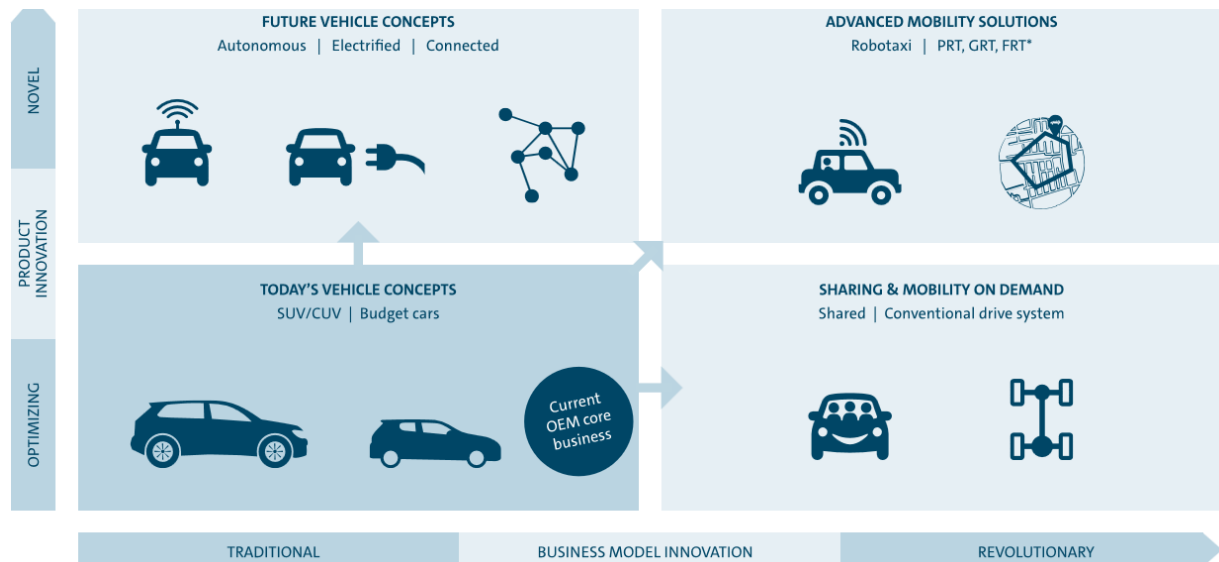 NOVEL
PRODUCT
INNOVATION
OPTIMIZING
FUTURE VEHICLE CONCEPTS
Autonomous | Electrified | Connected
ADVANCED MOBILITY SOLUTIONS
Robotaxi | PRT, GRT, FRT*
TODAY'S VEHICLE CONCEPTS
SUV/CUV | Budget cars
Current
OEM core
business
SHARING & MOBILITY ON DEMAND
Shared | Conventional drive system
TRADITIONAL
BUSINESS MODEL INNOVATION
REVOLUTIONARY